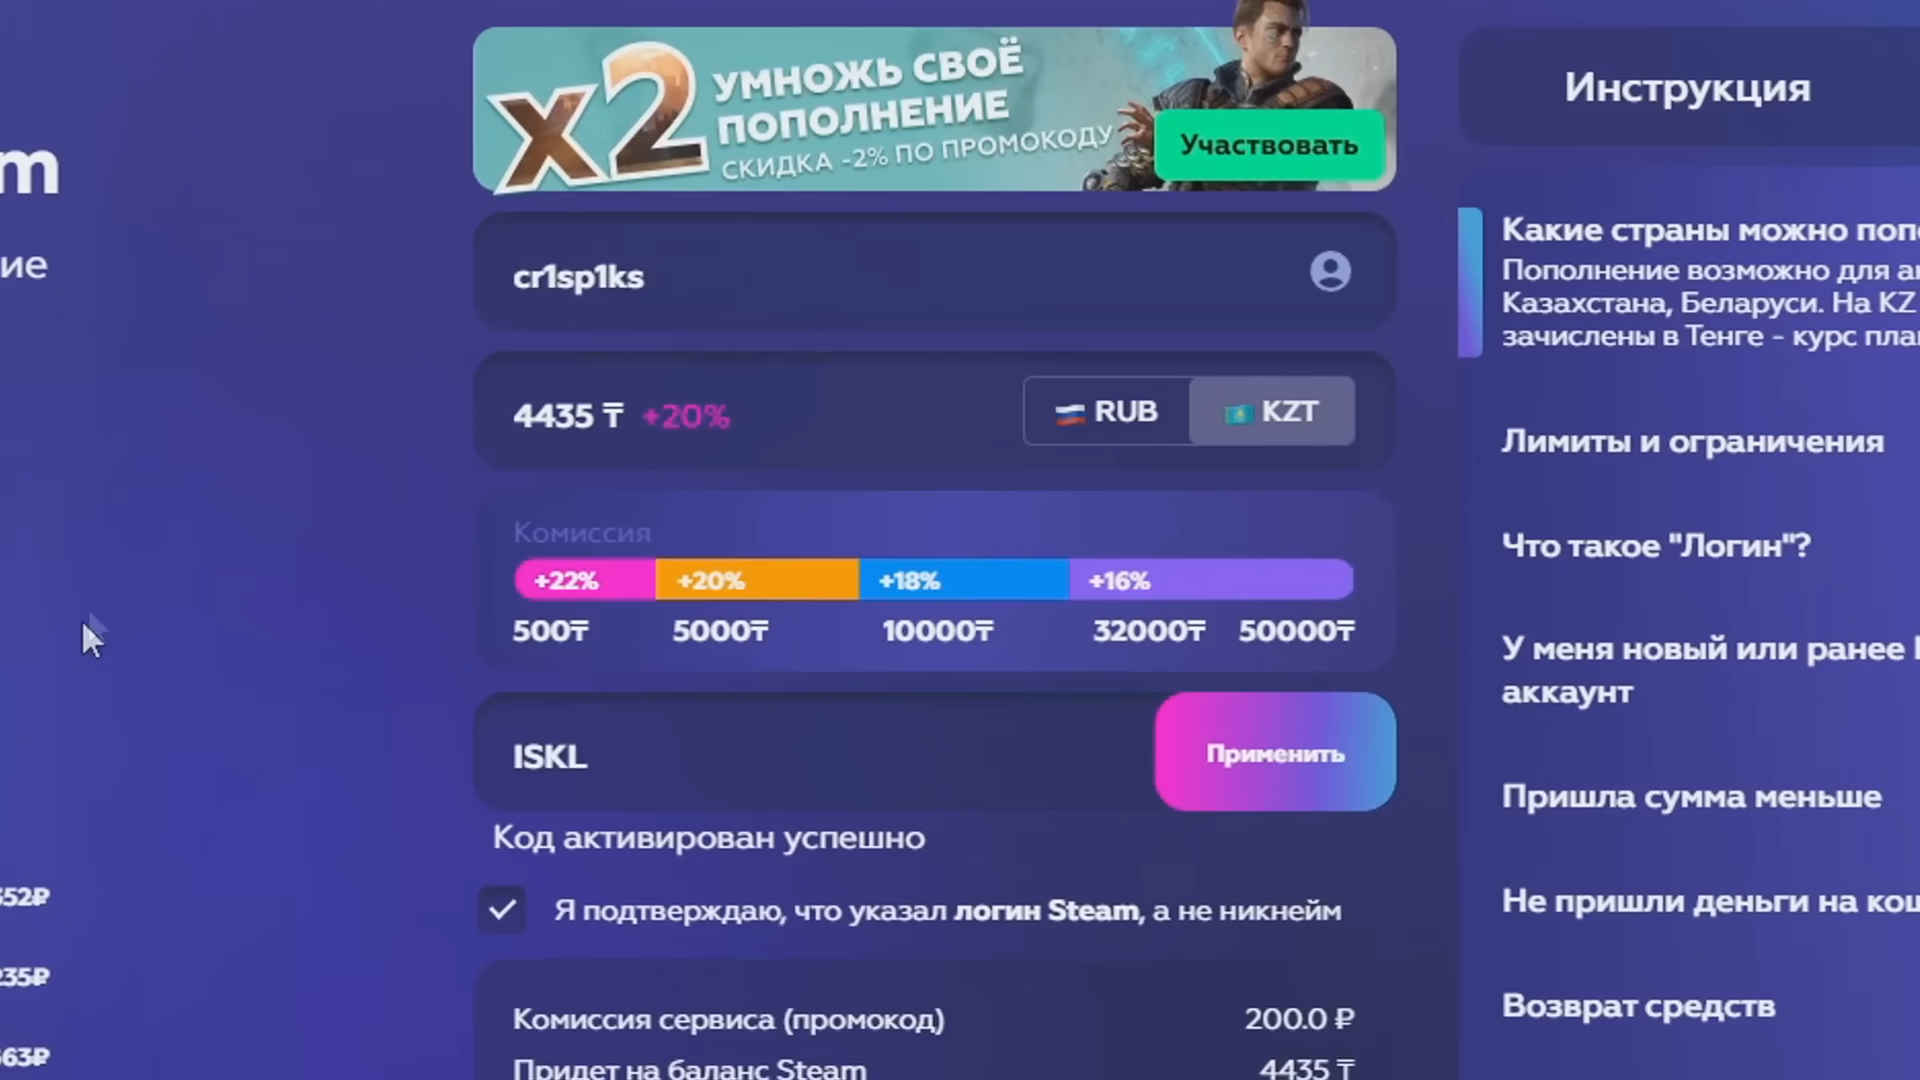 m
ие
652₽
235₽
563₽
x2
УМНОЖЬ СВОЁ
ПОПОЛНЕНИЕ
СКИДКА -2% ПО ПРОМОКОДУ
Участвовать
cr1sp1ks
4435 ₸ +20%
RUB
KZT
Комиссия
+22% +20% +18% +16%
500₸ 5000₸ 10000₸ 32000₸ 50000₸
ISKL
Применить
Код активирован успешно
Я подтверждаю, что указал логин Steam, а не никнейм
Комиссия сервиса (промокод) 200.0 ₽
Придет на баланс Steam 4435 ₸
Инструкция
Какие страны можно
Пополнение возможно для
Казахстана, Беларуси. На KZ
зачислены в Тенге - курс
Лимиты и ограничения
Что такое "Логин"?
У меня новый или ранее
аккаунт
Пришла сумма меньше
Не пришли деньги на
Возврат средств